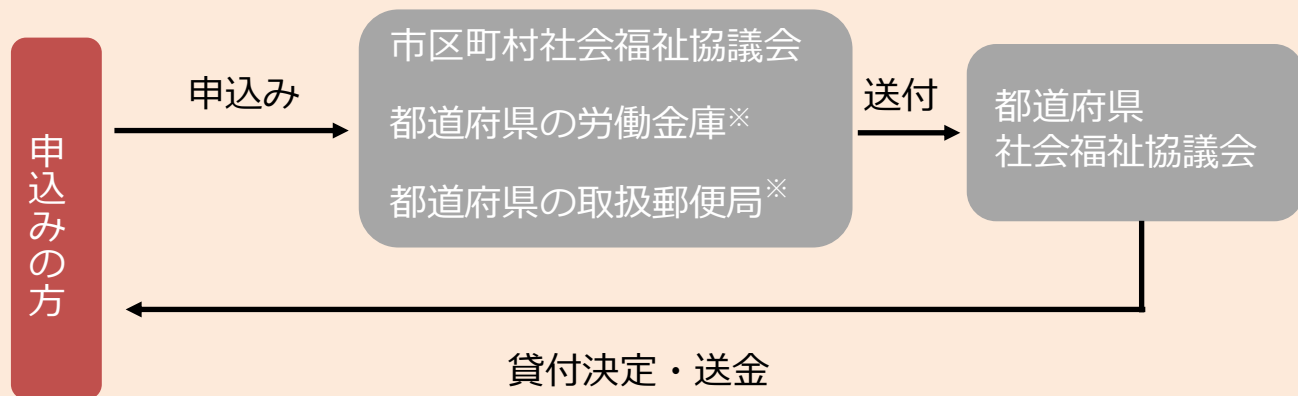 申込みの方
申込み
市区町村社会福祉協議会
都道府県の労働金庫※
都道府県の取扱郵便局※
送付
都道府県
社会福祉協議会
貸付決定・送金